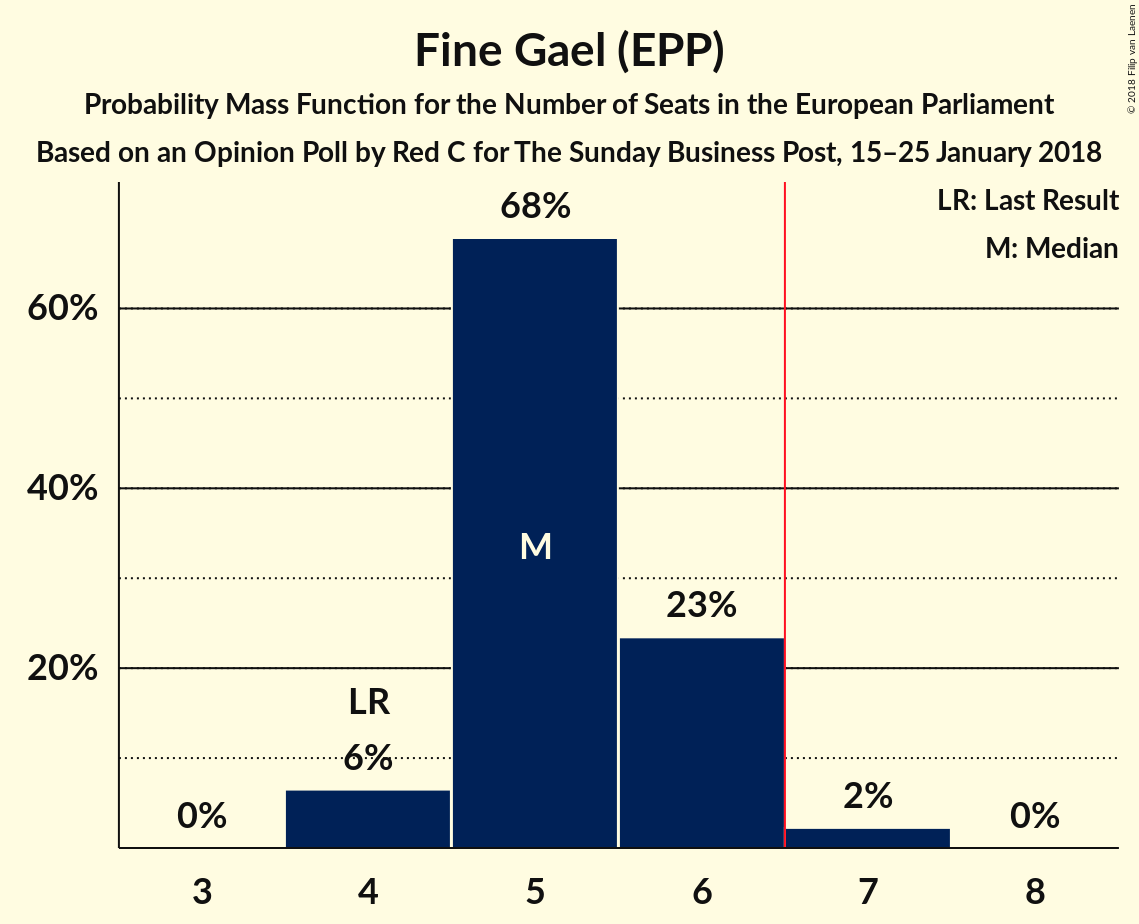 Fine Gael (EPP)
Probability Mass Function for the Number of Seats in the European Parliament
Based on an Opinion Poll by Red C for The Sunday Business Post, 15–25 January 2018
© 2018 Filip van Laenen
LR: Last Result
M: Median
68%
60%
40%
M
23%
20%
LR
6%
0%
2%
0%
3 4 5 6 7 8